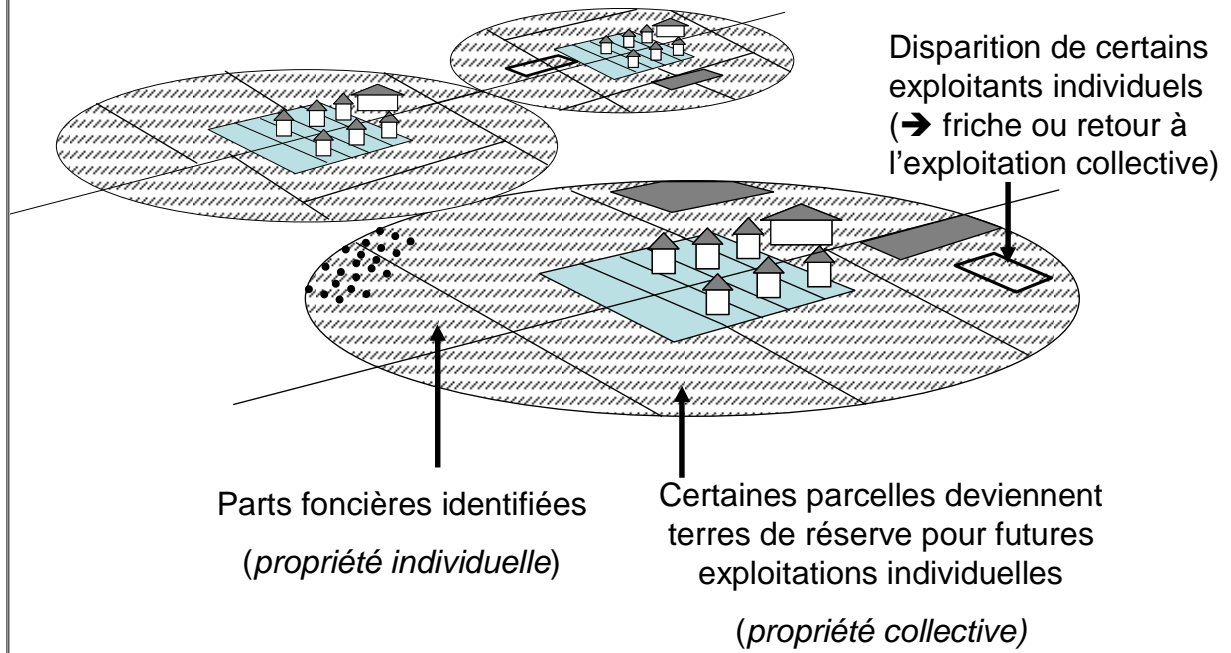 Disparition de certains
exploitants individuels
(➔ friche ou retour à
l’exploitation collective)
Parts foncières identifiées
(propriété individuelle)
Certaines parcelles deviennent
terres de réserve pour futures
exploitations individuelles
(propriété collective)